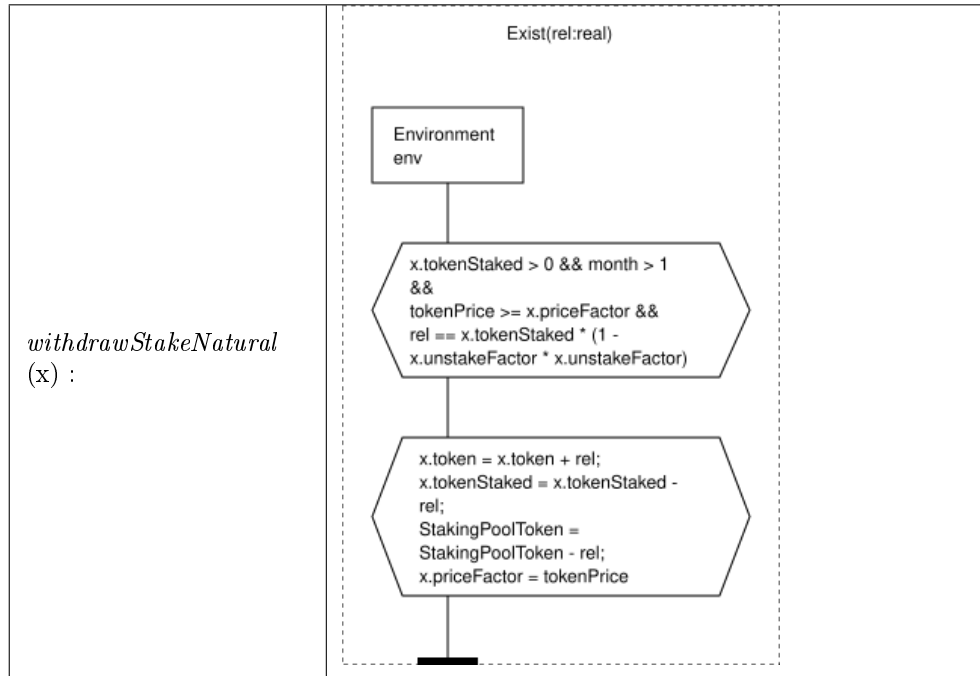 withdrawStakeNatural
(x) :
Exist(rel:real)
Environment
env
x.tokenStaked > 0 && month > 1
&&
tokenPrice >= x.priceFactor &&
rel == x.tokenStaked * (1 -
x.unstakeFactor * x.unstakeFactor)
x.token = x.token + rel;
x.tokenStaked = x.tokenStaked -
rel;
StakingPoolToken =
StakingPoolToken - rel;
x.priceFactor = tokenPrice